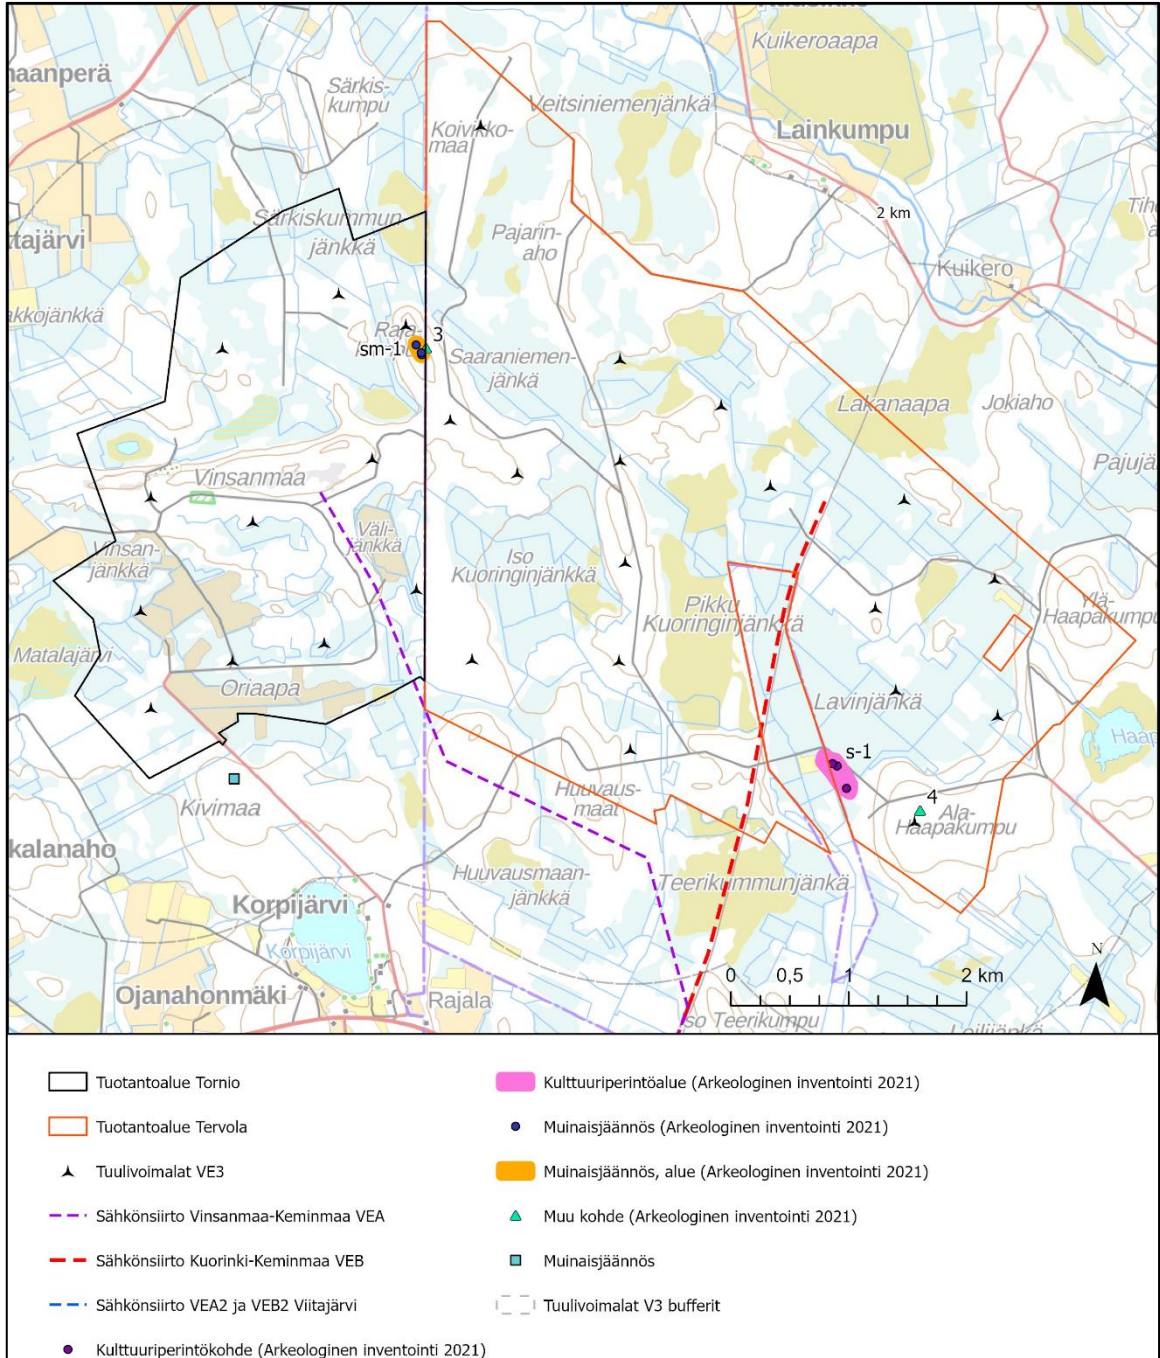 Kuikeroaapa
naanperä
Särkis-
kumpu
Koivikko-
maa
Veitsiniemenjänkä
Lainkumpu
2 km
Särkiskummun
jänkkä
Pajarin-
aho
tajärvi
Kuikero
akkojänkkä
sm-1
3
Saaraniemen-
jänkä
Lakanaapa
Jokiaho
Pajujä
Vinsanmaa
Väli-
jänkkä
Vinsan-
jänkkä
Iso
Kuoringinjänkkä
Pikku
Kuoringinjänkkä
Ylä-
Haapakumpu
Matalajärvi
Oriaapa
Lavinjänkä
Haap
s-1
Kivimaa
Huuvaus-
maat
4
Ala-
Haapakumpu
kalanaho
Huuvausmaan-
jänkkä
Teerikummunjänkä
Korpijärvi
Korpijärvi
Ojanahonmäki
Rajala
so Teerikumpu
0
0,5
1
2 km
N
Tuotantoalue Tornio
Tuotantoalue Tervola
Tuulivoimalat VE3
Sähkönsiirto Vinsanmaa-Keminmaa VEA
Sähkönsiirto Kuorinki-Keminmaa VEB
Sähkönsiirto VEA2 ja VEB2 Viitajärvi
Kulttuuriperintökohde (Arkeologinen inventointi 2021)
Kulttuuriperintöalue (Arkeologinen inventointi 2021)
Muinaisjäännös (Arkeologinen inventointi 2021)
Muinaisjäännös, alue (Arkeologinen inventointi 2021)
Muu kohde (Arkeologinen inventointi 2021)
Muinaisjäännös
Tuulivoimalat V3 bufferit